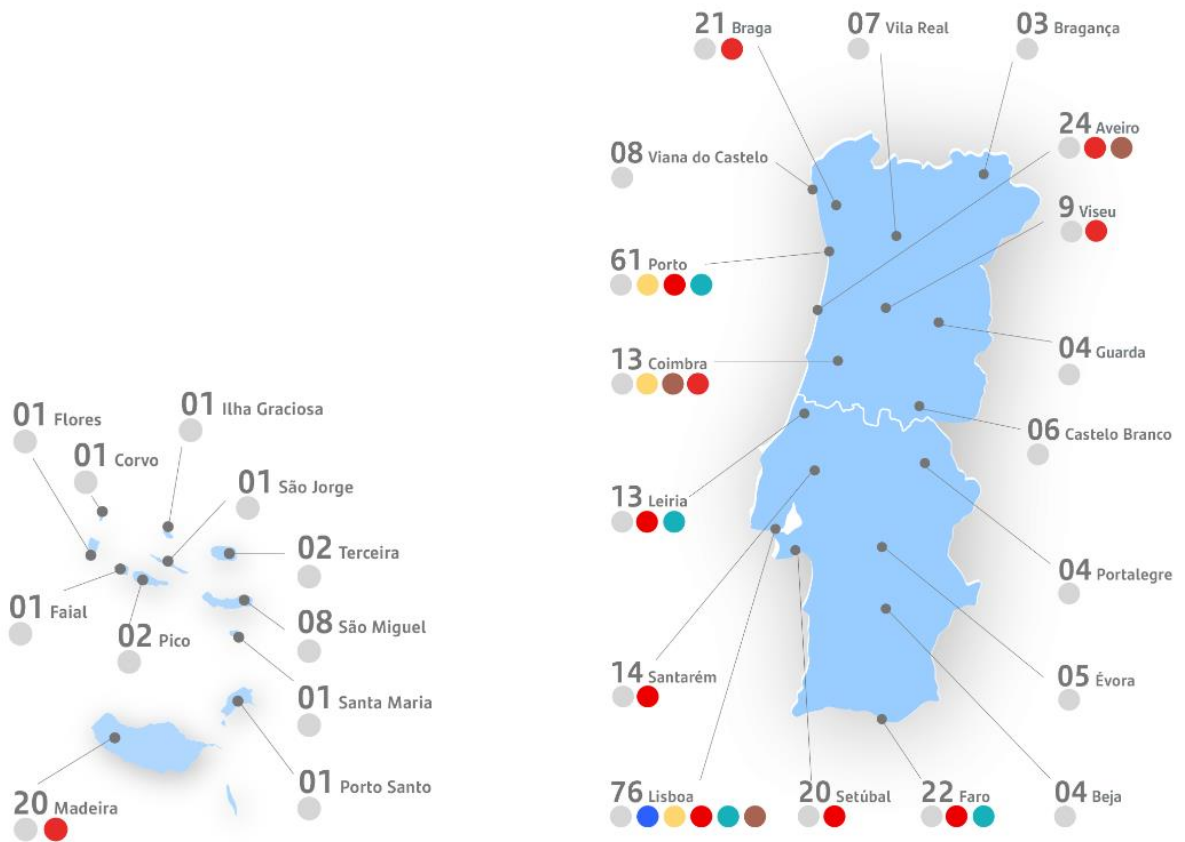 21 Braga
07 Vila Real
03 Bragança
24 Aveiro
08 Viana do Castelo
9 Viseu
61 Porto
04 Guarda
13 Coimbra
01 Ilha Graciosa
01 Flores
06 Castelo Branco
01 Corvo
01 São Jorge
13 Leiria
02 Terceira
04 Portalegre
01 Faial
02 Pico
08 São Miguel
14 Santarém
05 Évora
01 Santa Maria
01 Porto Santo
20 Madeira
76 Lisboa
20 Setúbal
22 Faro
04 Beja